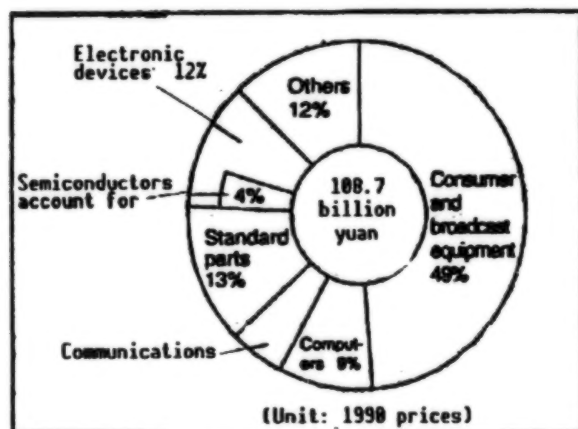 Electronic
devices 12%
Others
12%
Semiconductors
account for
4%
108.7
billion
yuan
Consumer
and
broadcast
equipment
49%
Standard
parts
13%
Communications
Comput-
ers 9%
(Unit: 1990 prices)